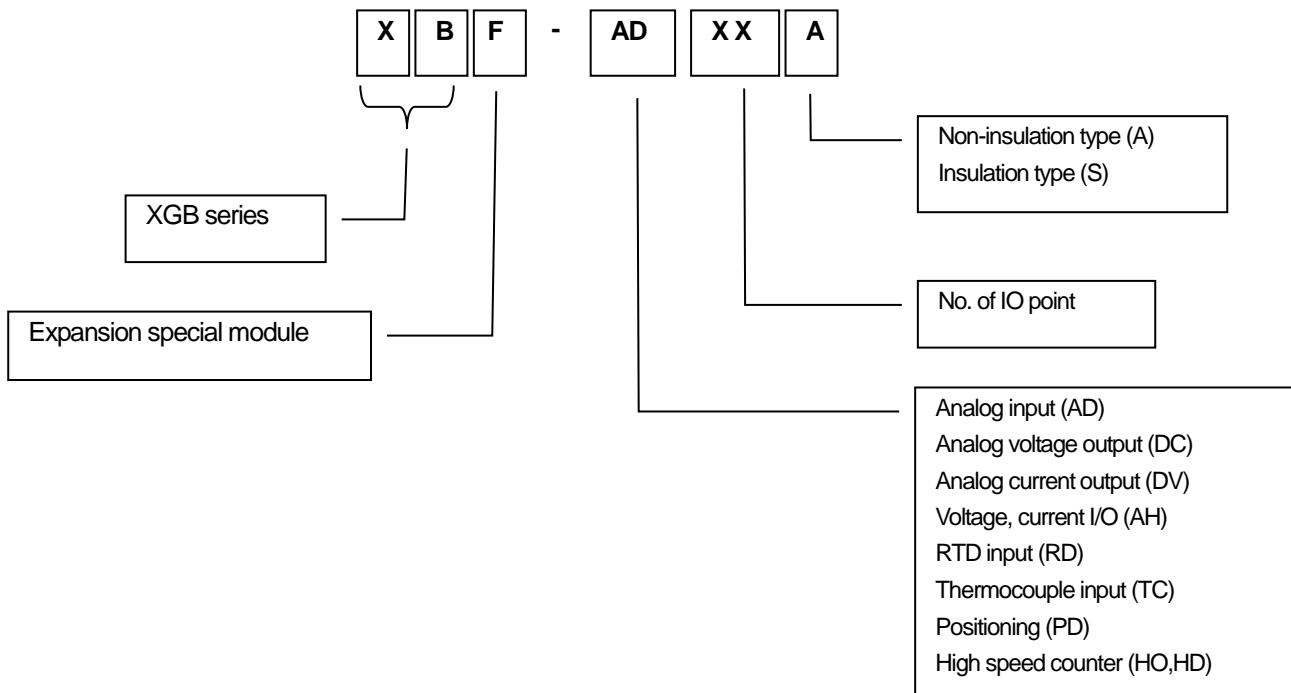 X B F - AD X X A
Non-insulation type (A)
Insulation type (S)
XGB series
No. of IO point
Expansion special module
Analog input (AD)
Analog voltage output (DC)
Analog current output (DV)
Voltage, current I/O (AH)
RTD input (RD)
Thermocouple input (TC)
Positioning (PD)
High speed counter (HO,HD)